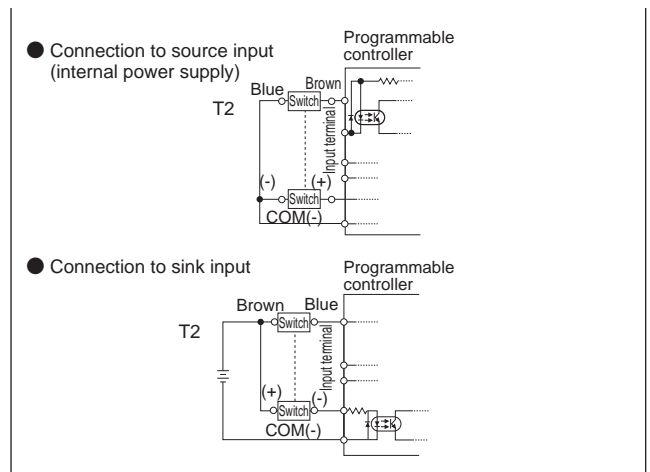 ● Connection to source input
(internal power supply)
Programmable
controller
Blue
Brown
T2
Switch
Input terminal
(-)
(+)
Switch
COM(-)
● Connection to sink input
Programmable
controller
Brown
Blue
T2
Switch
Input terminal
(+)
(-)
Switch
COM(-)